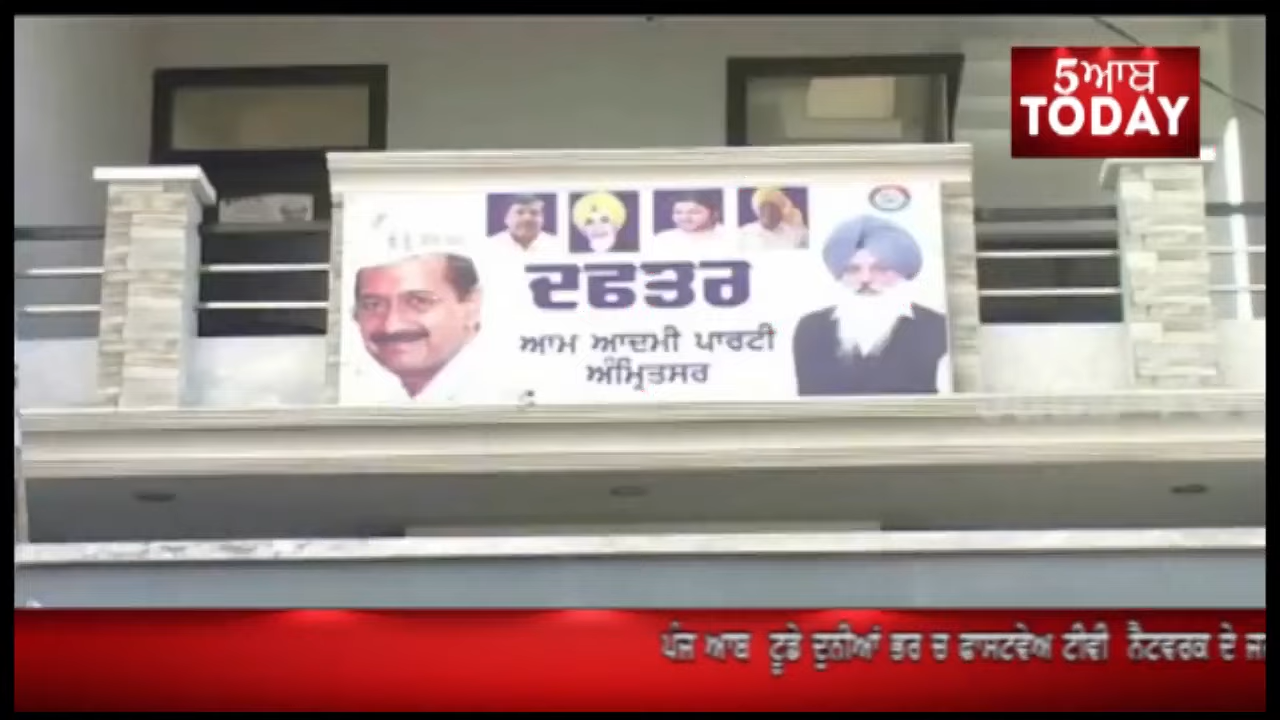 5ਆਬ
TODAY
ਦਫਤਰ
ਆਮ ਆਦਮੀ ਪਾਰਟੀ
ਅੰਮ੍ਰਿਤਸਰ
ਪੰਜ ਆਬ ਟੂਡੇ ਦੁਨੀਆਂ ਭਰ ਚ ਫਾਸਟਵੇਅ ਟੀਵੀ ਨੈਟਵਰਕ ਦੇ